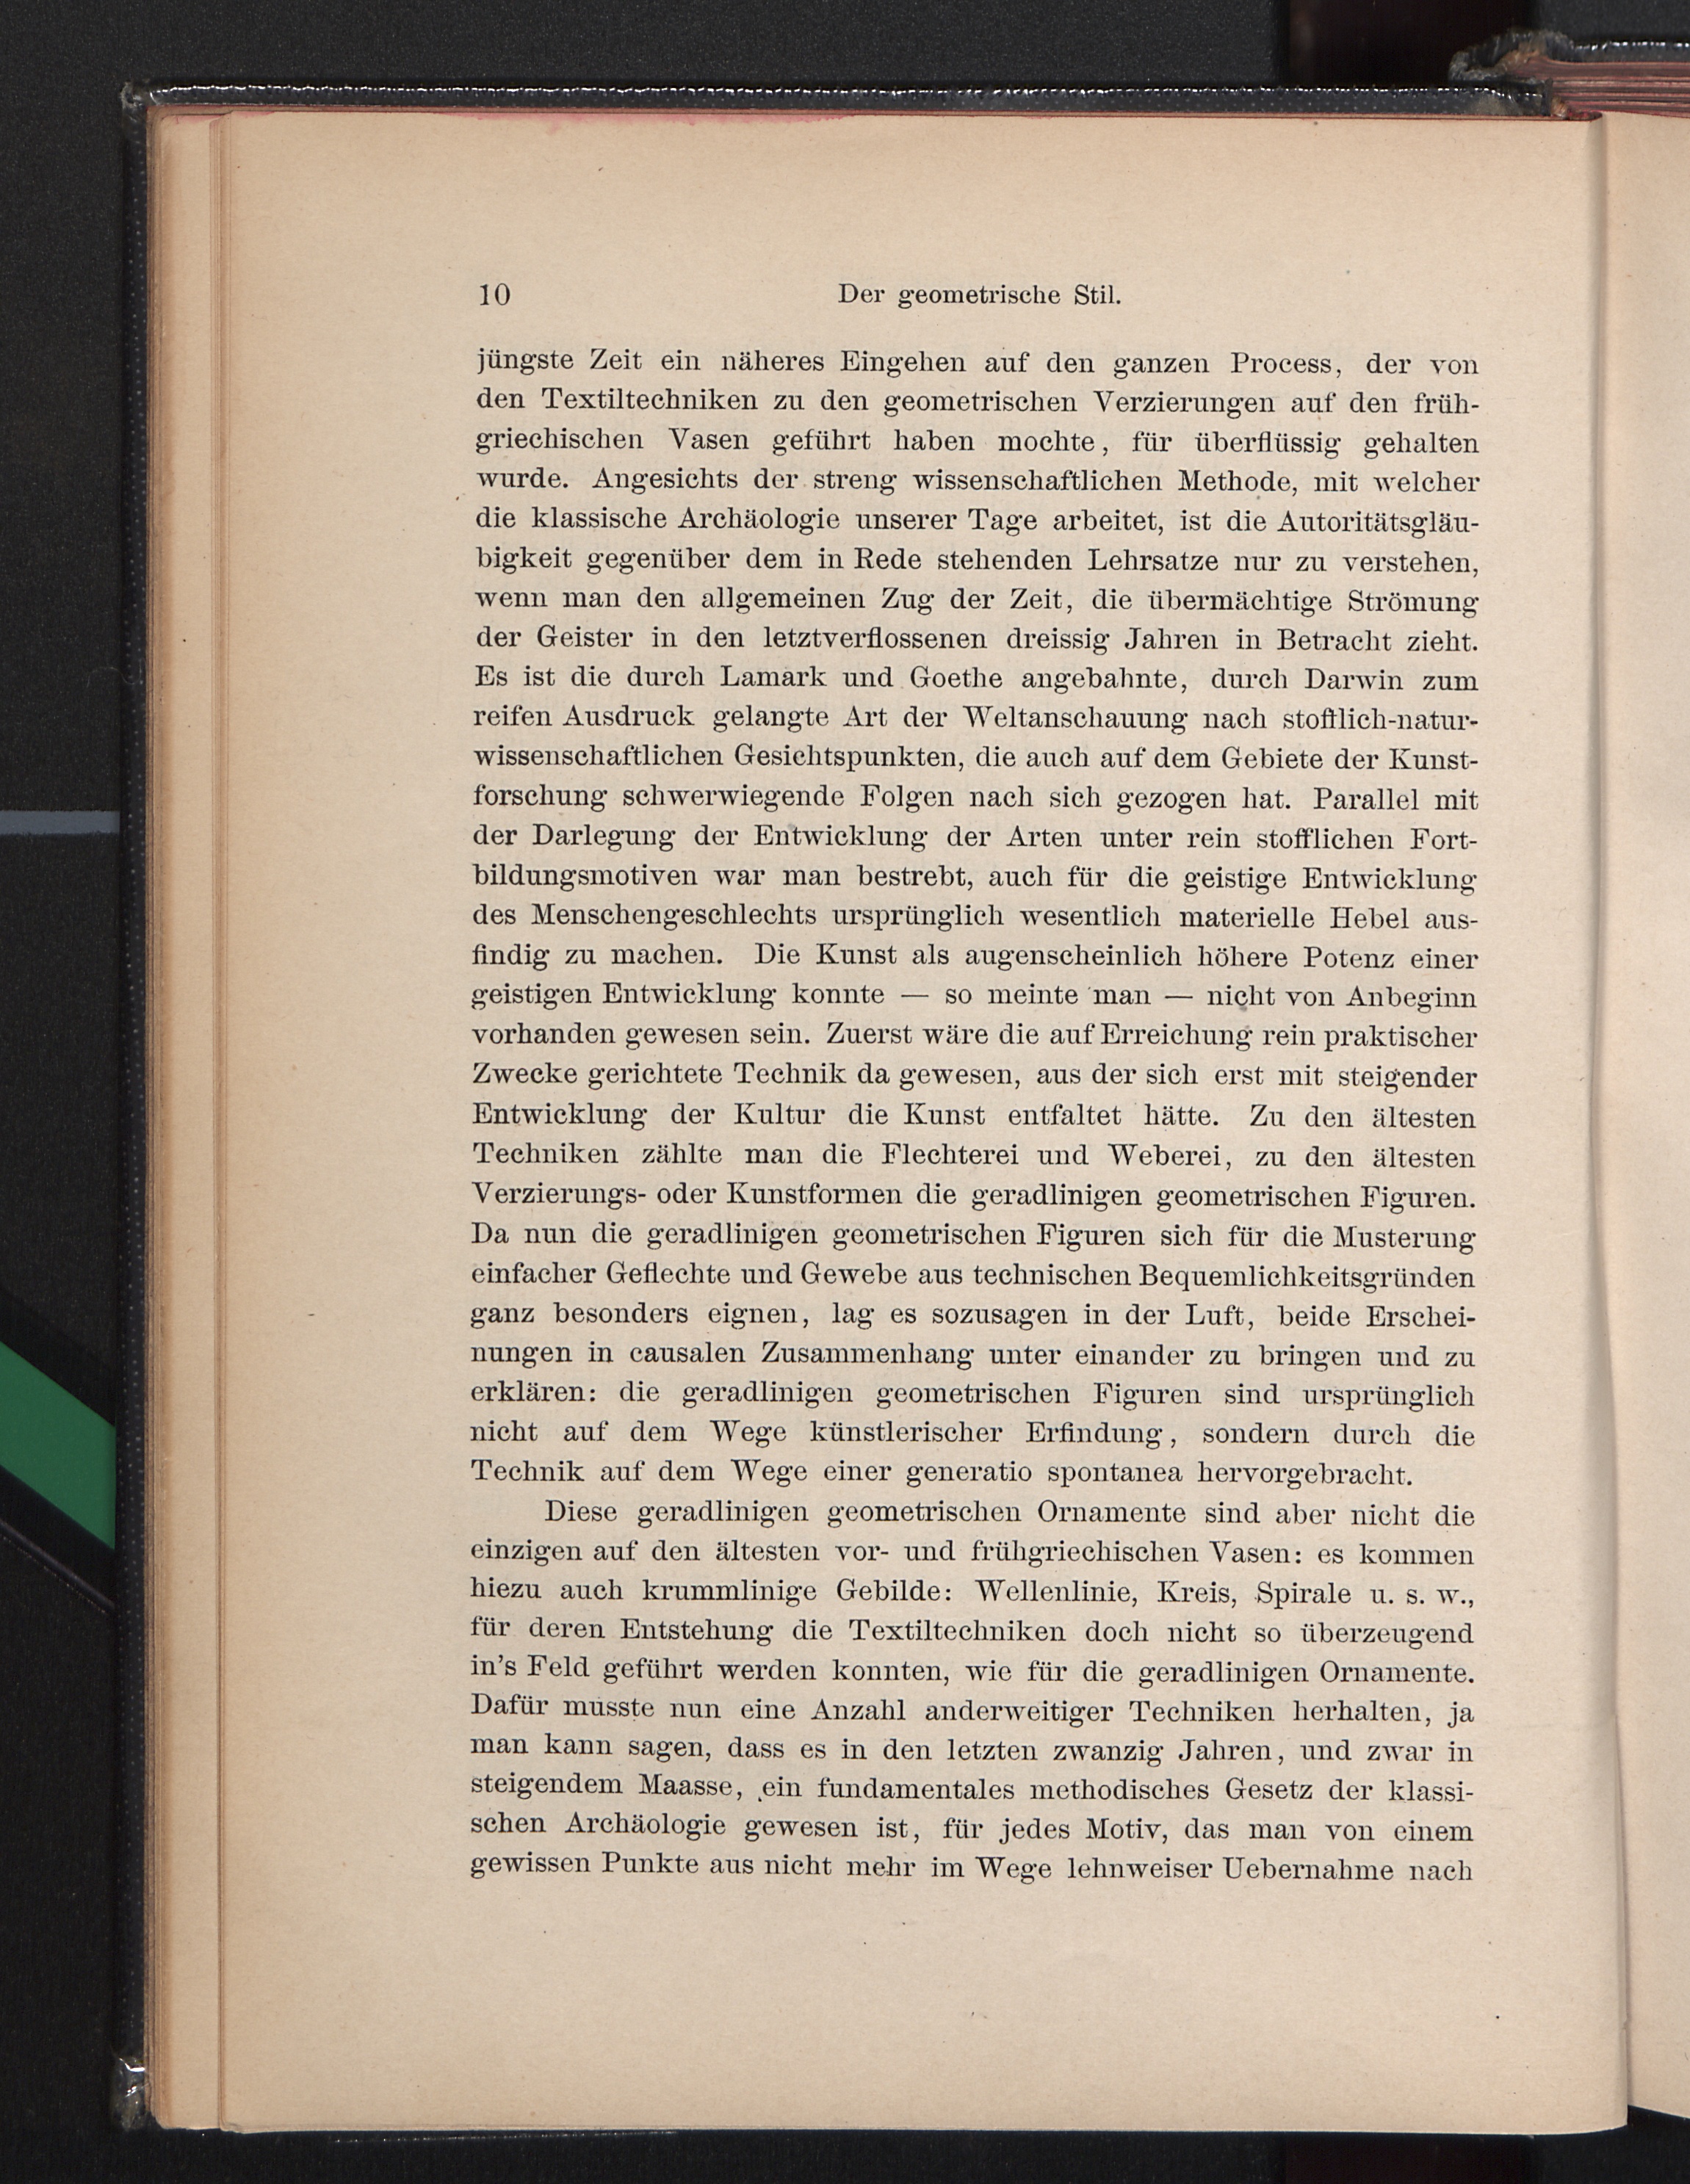 10 Der geometrische Stil.
jüngste Zeit ein näheres Eingehen auf den ganzen Process, der von
den Textiltechniken zu den geometrischen Verzierungen auf den früh-
griechischen Vasen geführt haben mochte, für überflüssig gehalten
wurde. Angesichts der streng wissenschaftlichen Methode, mit welcher
die klassische Archäologie unserer Tage arbeitet, ist die Autoritätsgläu-
bigkeit gegenüber dem in Rede stehenden Lehrsatze nur zu verstehen,
wenn man den allgemeinen Zug der Zeit, die übermächtige Strömung
der Geister in den letztverflossenen dreissig Jahren in Betracht zieht.
Es ist die durch Lamark und Goethe angebahnte, durch Darwin zum
reifen Ausdruck gelangte Art der Weltanschauung nach stofflich-natur-
wissenschaftlichen Gesichtspunkten, die auch auf dem Gebiete der Kunst-
forschung schwerwiegende Folgen nach sich gezogen hat. Parallel mit
der Darlegung der Entwicklung der Arten unter rein stofflichen Fort-
bildungsmotiven war man bestrebt, auch für die geistige Entwicklung
des Menschengeschlechts ursprünglich wesentlich materielle Hebel aus-
findig zu machen. Die Kunst als augenscheinlich höhere Potenz einer
geistigen Entwicklung konnte — so meinte man — nicht von Anbeginn
vorhanden gewesen sein. Zuerst wäre die auf Erreichung rein praktischer
Zwecke gerichtete Technik da gewesen, aus der sich erst mit steigender
Entwicklung der Kultur die Kunst entfaltet hätte. Zu den ältesten
Techniken zählte man die Flechterei und Weberei, zu den ältesten
Verzierungs- oder Kunstformen die geradlinigen geometrischen Figuren.
Da nun die geradlinigen geometrischen Figuren sich für die Musterung
einfacher Geflechte und Gewebe aus technischen Bequemlichkeitsgründen
ganz besonders eignen, lag es sozusagen in der Luft, beide Erschei-
nungen in causalen Zusammenhang unter einander zu bringen und zu
erklären: die geradlinigen geometrischen Figuren sind ursprünglich
nicht auf dem Wege künstlerischer Erfindung, sondern durch die
Technik auf dem Wege einer generatio spontanea hervorgebracht.
Diese geradlinigen geometrischen Ornamente sind aber nicht die
einzigen auf den ältesten vor- und frühgriechischen Vasen: es kommen
hiezu auch krummlinige Gebilde: Wellenlinie, Kreis, Spirale u. s. w.,
für deren Entstehung die Textiltechniken doch nicht so überzeugend
in's Feld geführt werden konnten, wie für die geradlinigen Ornamente.
Dafür musste nun eine Anzahl anderweitiger Techniken herhalten, ja
man kann sagen, dass es in den letzten zwanzig Jahren, und zwar in
steigendem Maasse, ein fundamentales methodisches Gesetz der klassi-
schen Archäologie gewesen ist, für jedes Motiv, das man von einem
gewissen Punkte aus nicht mehr im Wege lehnweiser Uebernahme nach